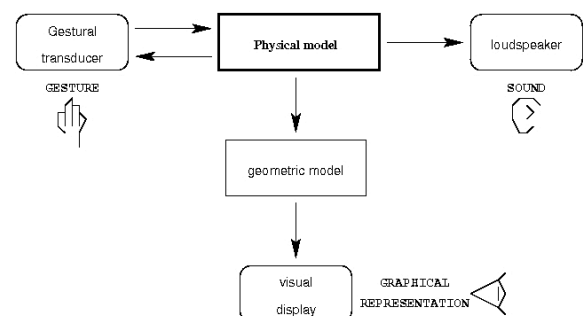 Gestural
transducer
Physical model
loudspeaker
GESTURE
SOUND
geometric model
visual
display
GRAPHICAL
REPRESENTATION